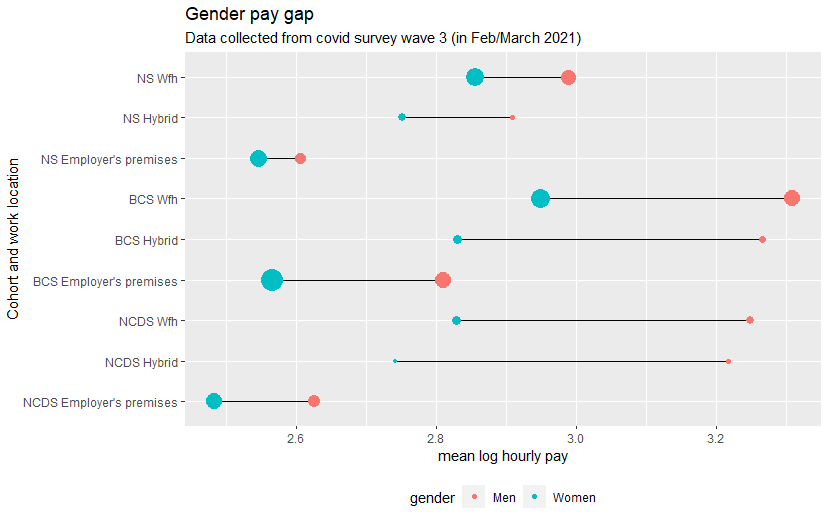 Gender pay gap
Data collected from covid survey wave 3 (in Feb/March 2021)
Cohort and work location
NS Wfh
NS Hybrid
NS Employer's premises
BCS Wfh
BCS Hybrid
BCS Employer's premises
NCDS Wfh
NCDS Hybrid
NCDS Employer's premises
2.6 2.8 3.0 3.2
mean log hourly pay
gender Men Women